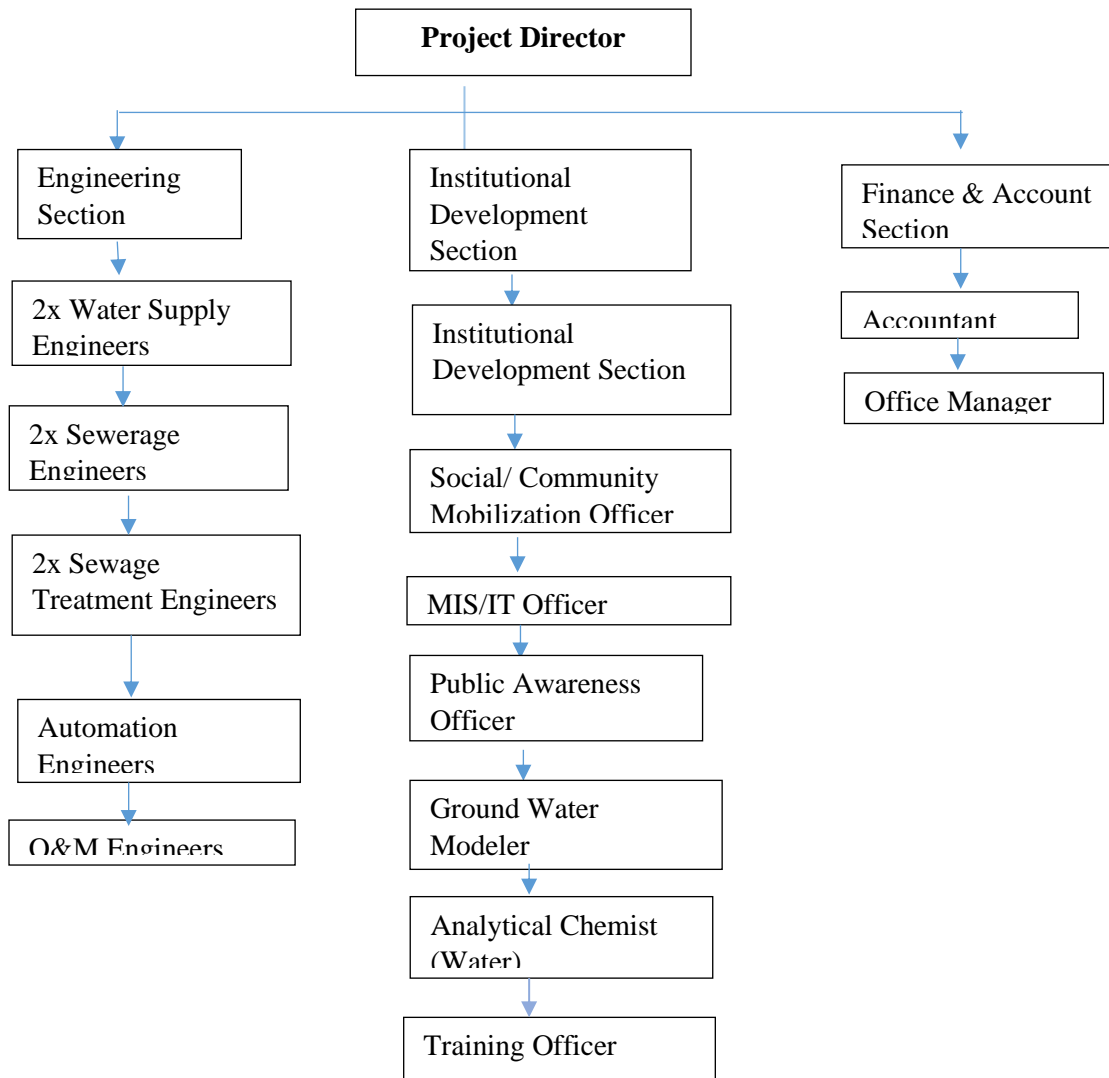 Project Director
Engineering
Section
2x Water Supply
Engineers
2x Sewerage
Engineers
2x Sewage
Treatment Engineers
Automation
Engineers
O&M Engineers
Institutional
Development
Section
Institutional
Development Section
Social/ Community
Mobilization Officer
MIS/IT Officer
Public Awareness
Officer
Ground Water
Modeler
Analytical Chemist
(Water)
Training Officer
Finance & Account
Section
Accountant
Office Manager